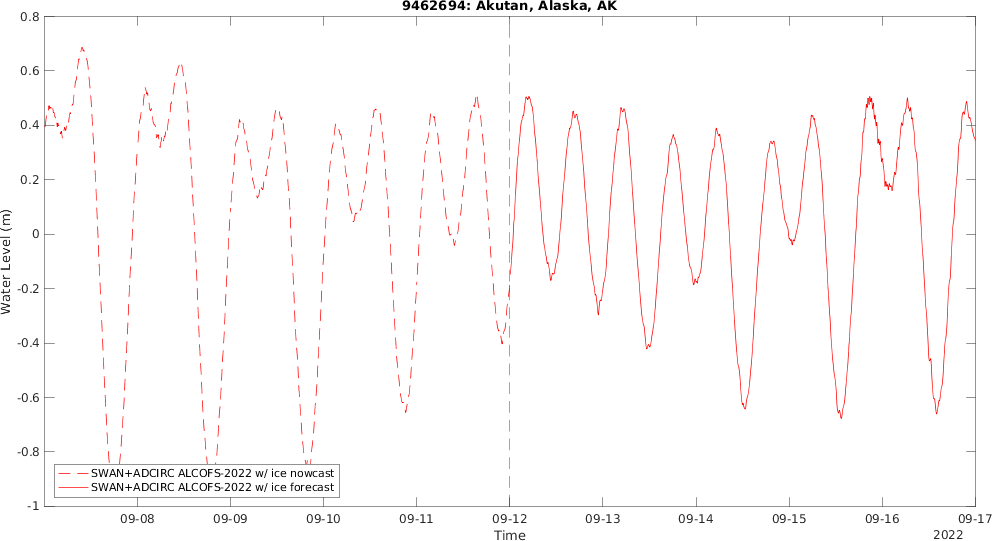 9462694: Akutan, Alaska, AK
0.8
0.6
0.4
0.2
0
-0.2
-0.4
-0.6
-0.8
-1
Water Level (m)
SWAN+ADCIRC ALCOFS-2022 w/ ice nowcast
SWAN+ADCIRC ALCOFS-2022 w/ ice forecast
09-08 09-09 09-10 09-11 09-12 09-13 09-14 09-15 09-16 09-17
Time
2022